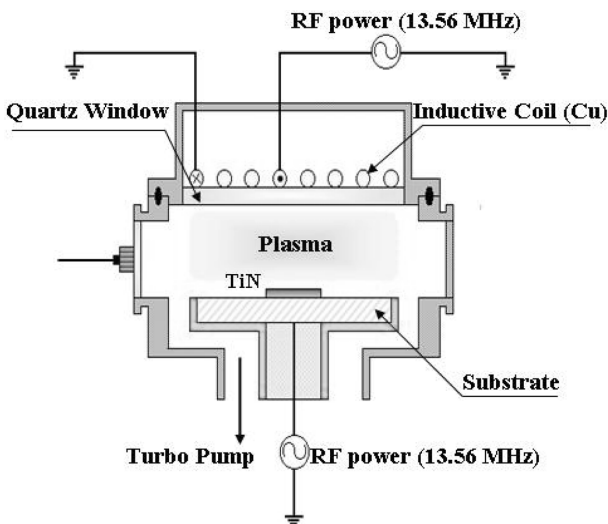 RF power (13.56 MHz)
Quartz Window
Inductive Coil (Cu)
Plasma
TiN
Substrate
Turbo Pump
RF power (13.56 MHz)